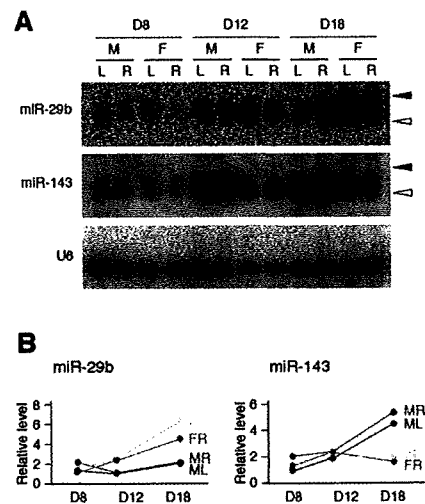 A
D8 D12 D18
M F M F M F
L R L R L R L R L R L R
miR-29b
miR-143
U6
B
miR-29b miR-143
Relative level
8
6
4
2
0
FR
MR
ML
D8 D12 D18
Relative level
6
4
2
0
MR
ML
FR
D8 D12 D18